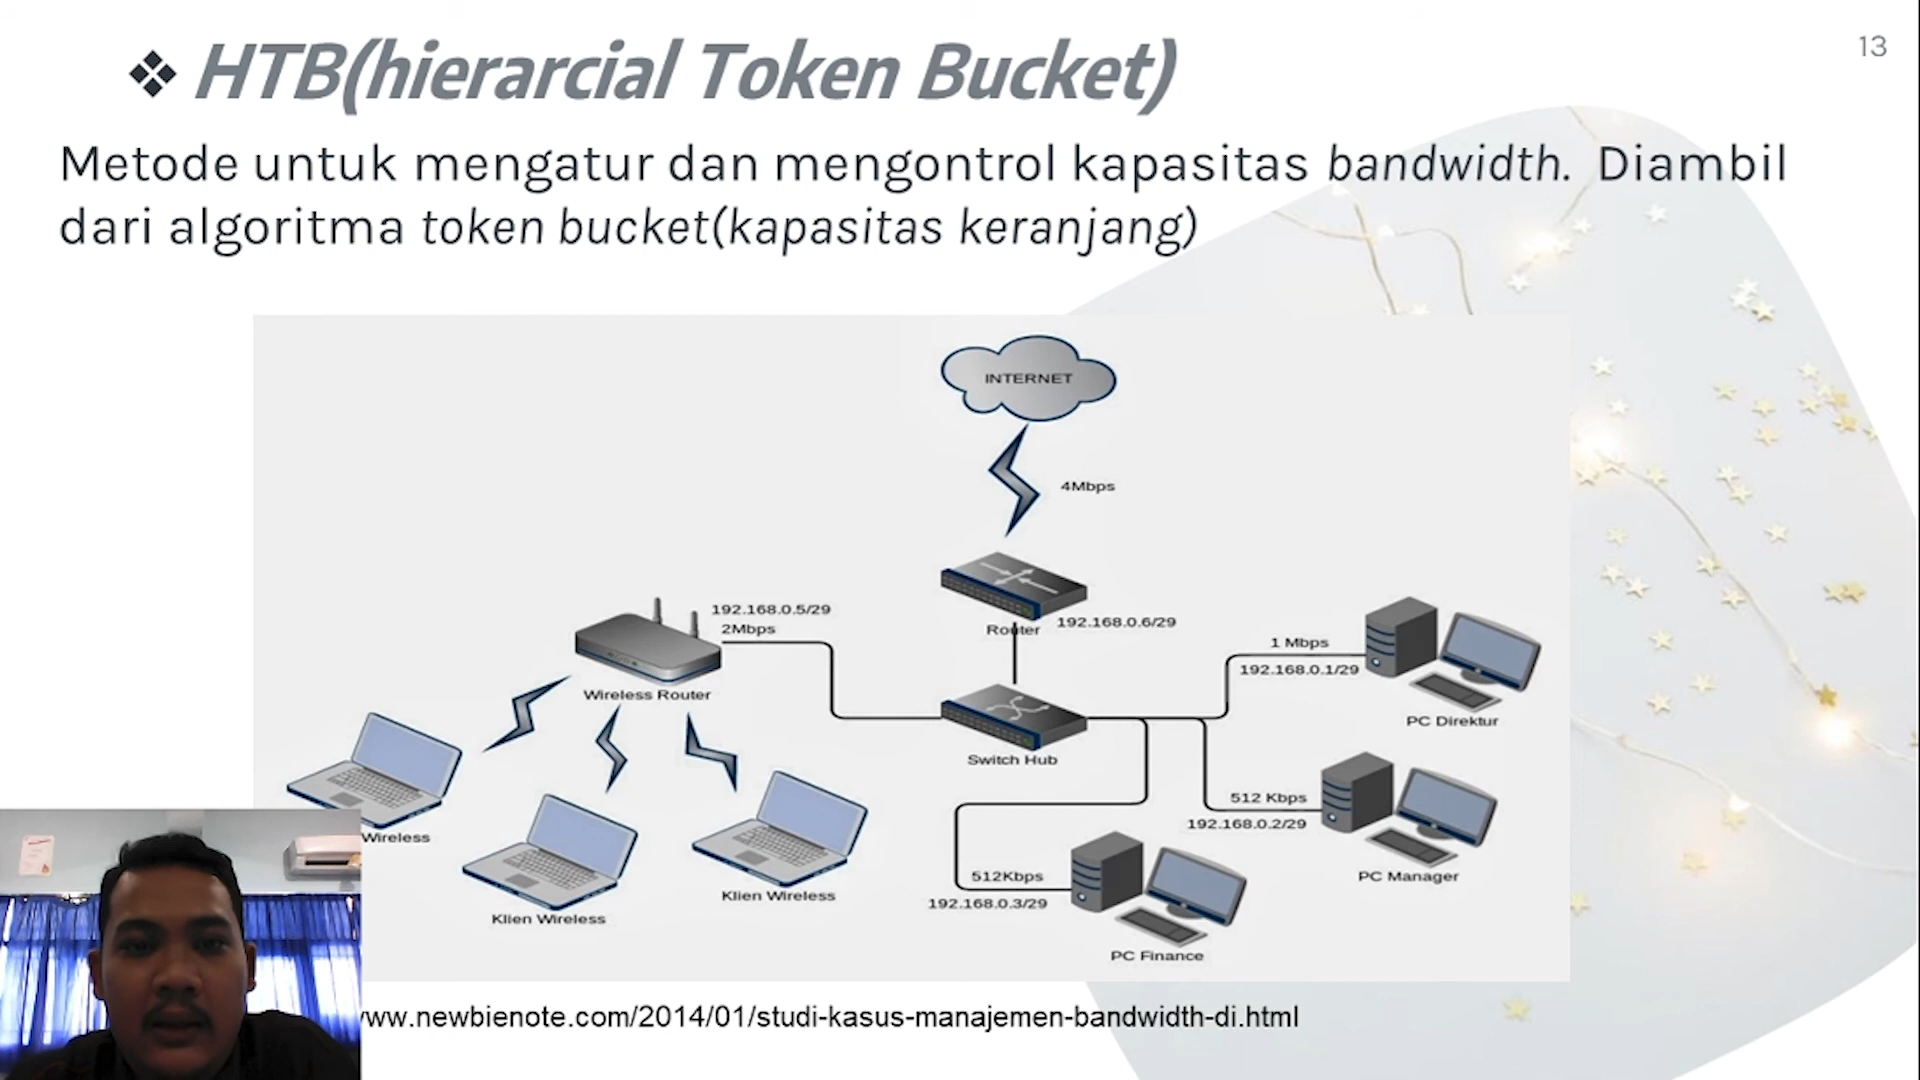 13
❖ HTB(hierarcial Token Bucket)
Metode untuk mengatur dan mengontrol kapasitas bandwidth. Diambil
dari algoritma token bucket(kapasitas keranjang)
INTERNET
4Mbps
192.168.0.5/29
2Mbps
Router
192.168.0.6/29
1 Mbps
192.168.0.1/29
Wireless Router
PC Direktur
Switch Hub
512 Kbps
192.168.0.2/29
Wireless
PC Manager
512Kbps
192.168.0.3/29
Klien Wireless
Klien Wireless
PC Finance
www.newbienote.com/2014/01/studi-kasus-manajemen-bandwidth-di.html